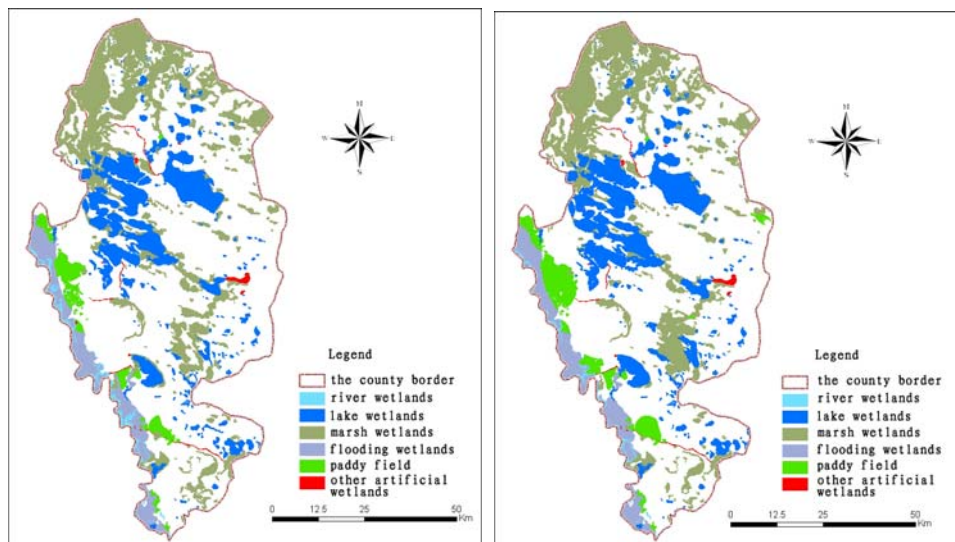 N
W E
S
Legend
the county border
river wetlands
lake wetlands
marsh wetlands
flooding wetlands
paddy field
other artificial
wetlands
0 12.5 25 50
Km
N
W E
S
Legend
the county border
river wetlands
lake wetlands
marsh wetlands
flooding wetlands
paddy field
other artificial
wetlands
0 12.5 25 50
Km